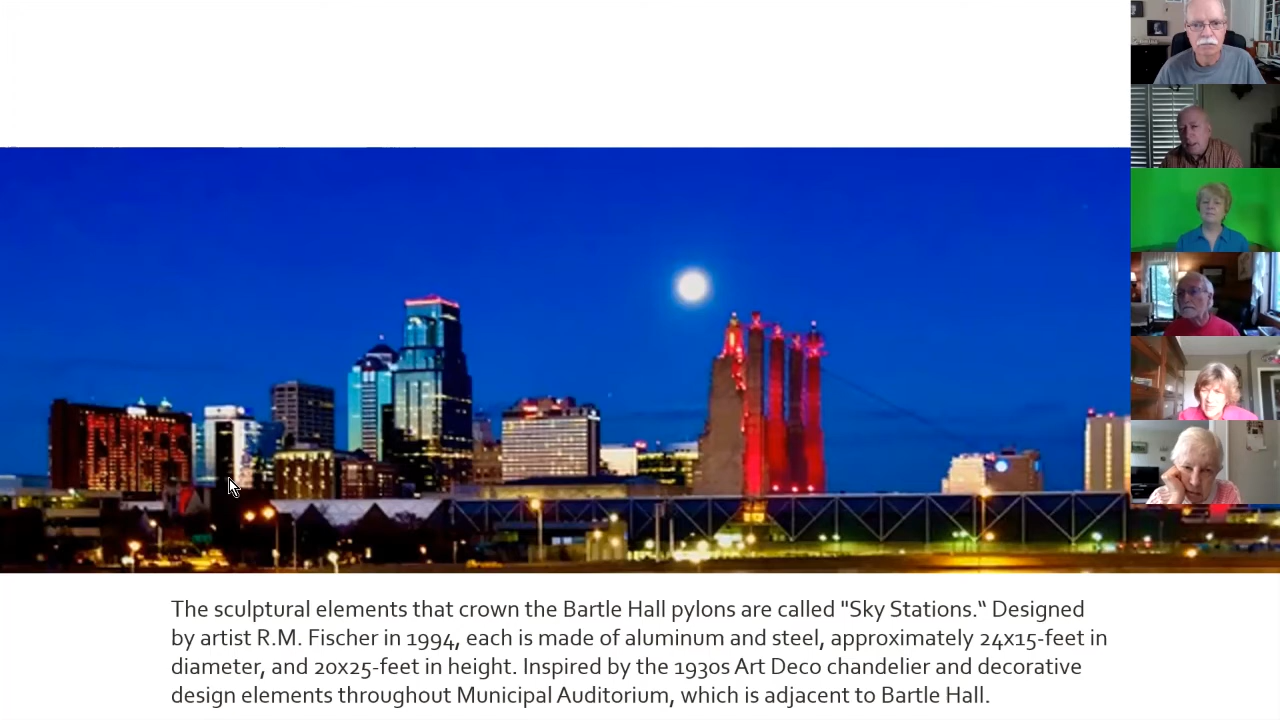 CHIEFS
The sculptural elements that crown the Bartle Hall pylons are called "Sky Stations.“ Designed
by artist R.M. Fischer in 1994, each is made of aluminum and steel, approximately 24x15-feet in
diameter, and 20x25-feet in height. Inspired by the 1930s Art Deco chandelier and decorative
design elements throughout Municipal Auditorium, which is adjacent to Bartle Hall.